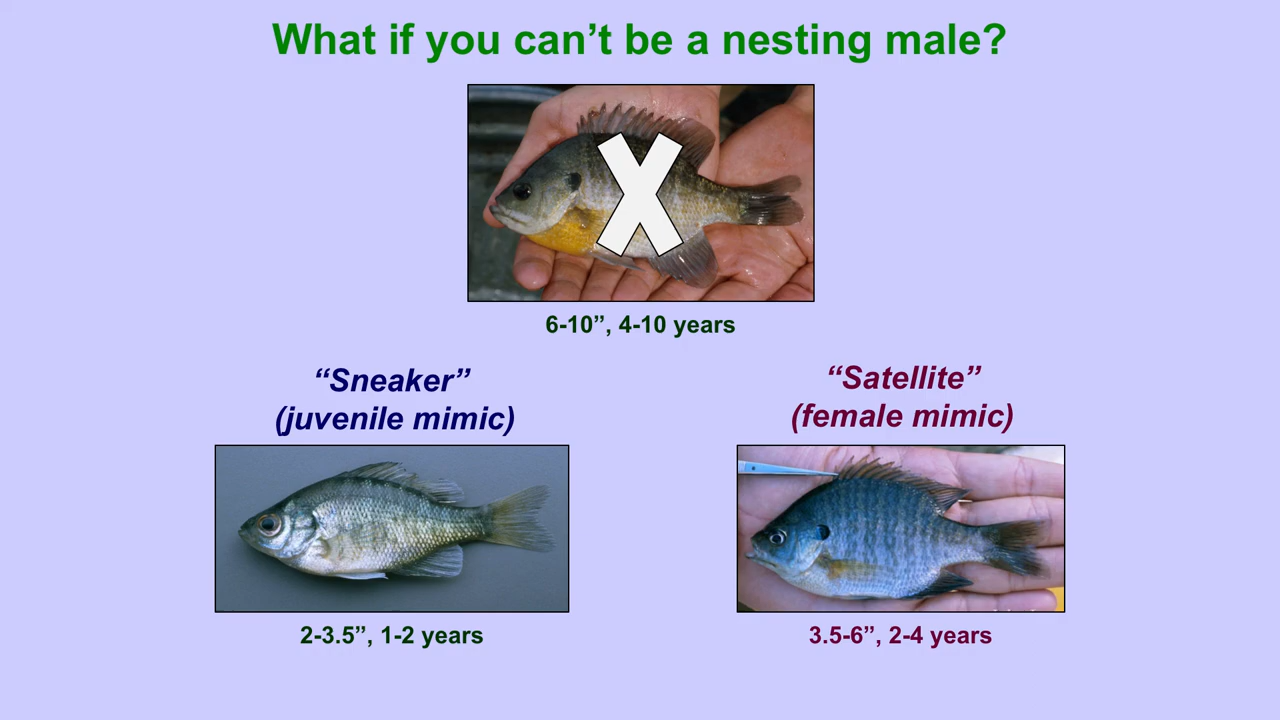 What if you can’t be a nesting male?
X
6-10”, 4-10 years
“Sneaker”
(juvenile mimic)
“Satellite”
(female mimic)
2-3.5”, 1-2 years
3.5-6”, 2-4 years